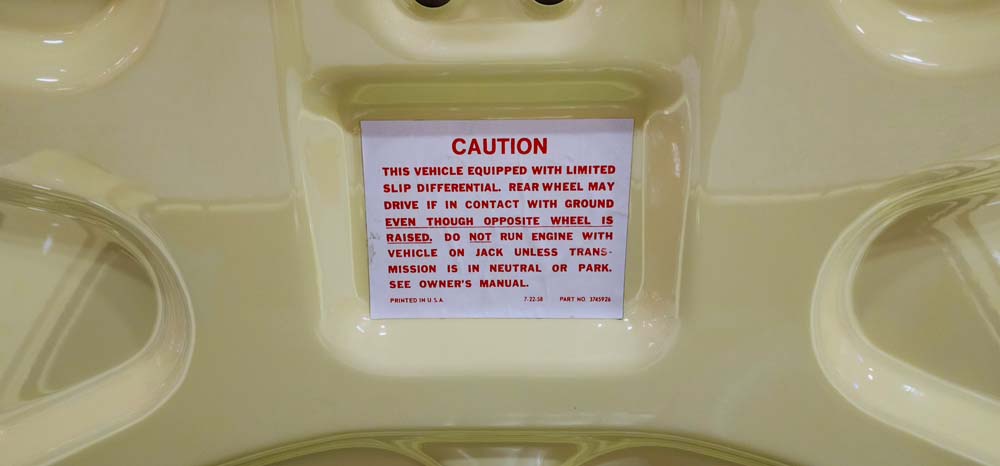 CAUTION
THIS VEHICLE EQUIPPED WITH LIMITED
SLIP DIFFERENTIAL. REAR WHEEL MAY
DRIVE IF IN CONTACT WITH GROUND
EVEN THOUGH OPPOSITE WHEEL IS
RAISED. DO NOT RUN ENGINE WITH
VEHICLE ON JACK UNLESS TRANS-
MISSION IS IN NEUTRAL OR PARK.
SEE OWNER'S MANUAL.
PRINTED IN U.S.A. 7-22-58 PART NO. 3745926